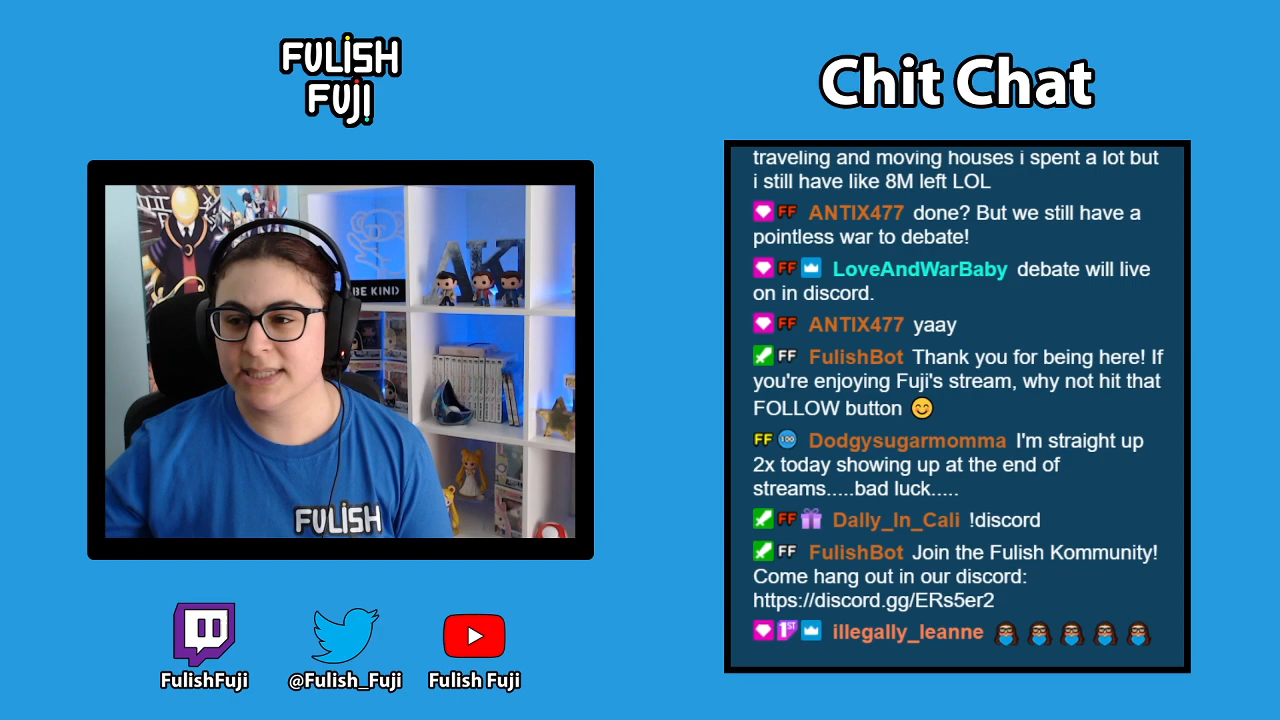 FULiSH
FUJi
Chit Chat
traveling and moving houses i spent a lot but
i still have like 8M left LOL
FF ANTIX477 done? But we still have a
pointless war to debate!
FF LoveAndWarBaby debate will live
on in discord.
FF ANTIX477 yaay
FF FulishBot Thank you for being here! If
you're enjoying Fuji's stream, why not hit that
FOLLOW button 😊
FF 100 Dodgysugarmomma I'm straight up
2x today showing up at the end of
streams.....bad luck.....
FF Dally_In_Cali !discord
FF FulishBot Join the Fulish Kommunity!
Come hang out in our discord:
https://discord.gg/ERs5er2
1ST illegally_leanne
AKI
BE KIND
FULiSH
FulishFuji
@Fulish_Fuji
Fulish Fuji